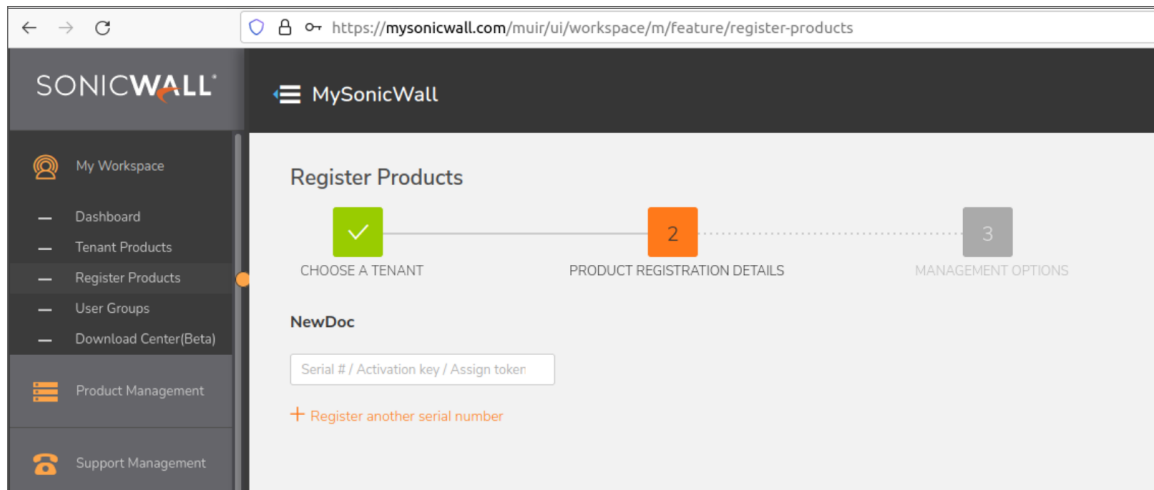 https://mysonicwall.com/muir/ui/workspace/m/feature/register-products
SONICWALL®
MySonicWall
My Workspace
Dashboard
Tenant Products
Register Products
User Groups
Download Center(Beta)
Product Management
Support Management
Register Products
2
3
CHOOSE A TENANT
PRODUCT REGISTRATION DETAILS
MANAGEMENT OPTIONS
NewDoc
Serial # / Activation key / Assign token
+ Register another serial number